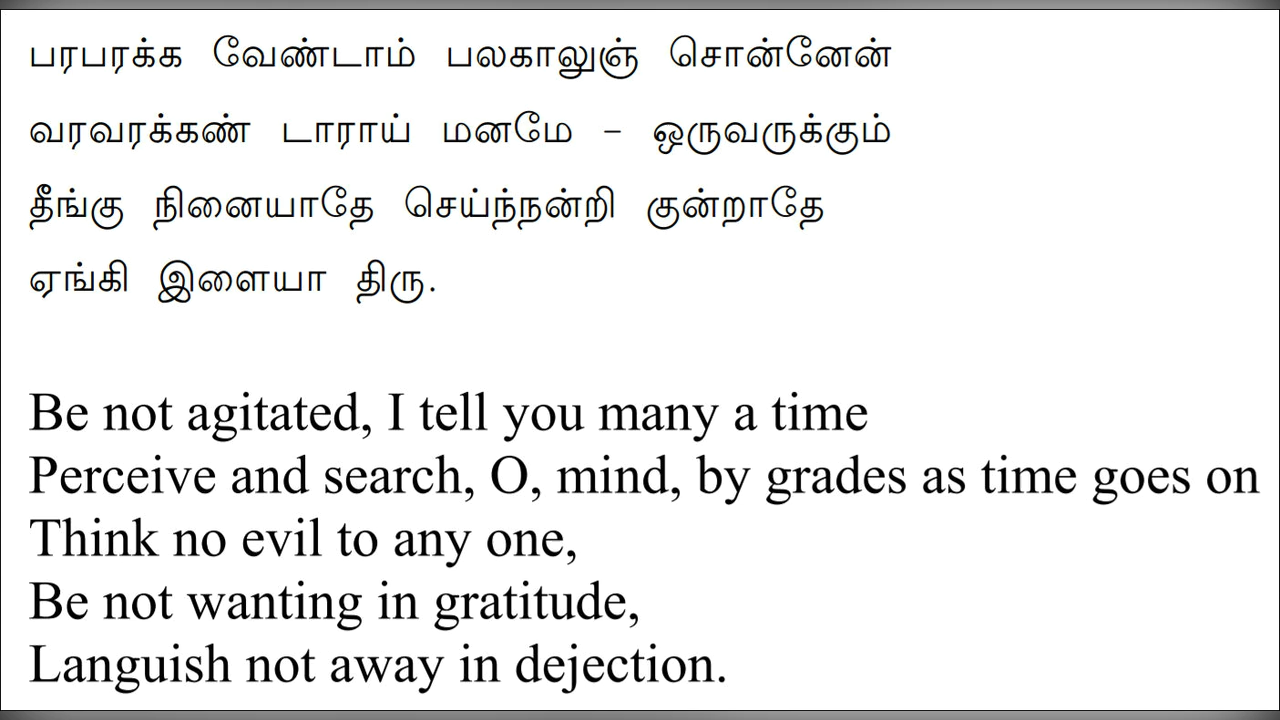 பரபரக்க வேண்டாம் பலகாலுஞ் சொன்னேன்
வரவரக்கண் டாராய் மனமே - ஒருவருக்கும்
தீங்கு நினையாதே செய்ந்நன்றி குன்றாதே
ஏங்கி இளையா திரு.
Be not agitated, I tell you many a time
Perceive and search, O, mind, by grades as time goes on
Think no evil to any one,
Be not wanting in gratitude,
Languish not away in dejection.